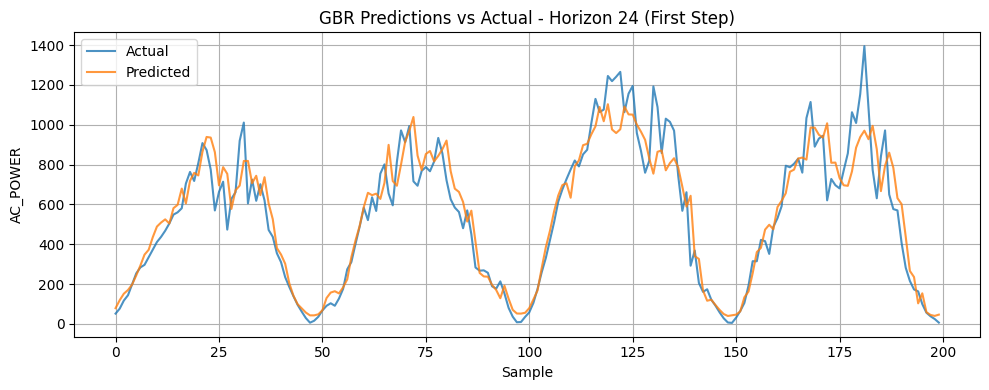 GBR Predictions vs Actual - Horizon 24 (First Step)
Actual
Predicted
AC_POWER
1400
1200
1000
800
600
400
200
0
0 25 50 75 100 125 150 175 200
Sample